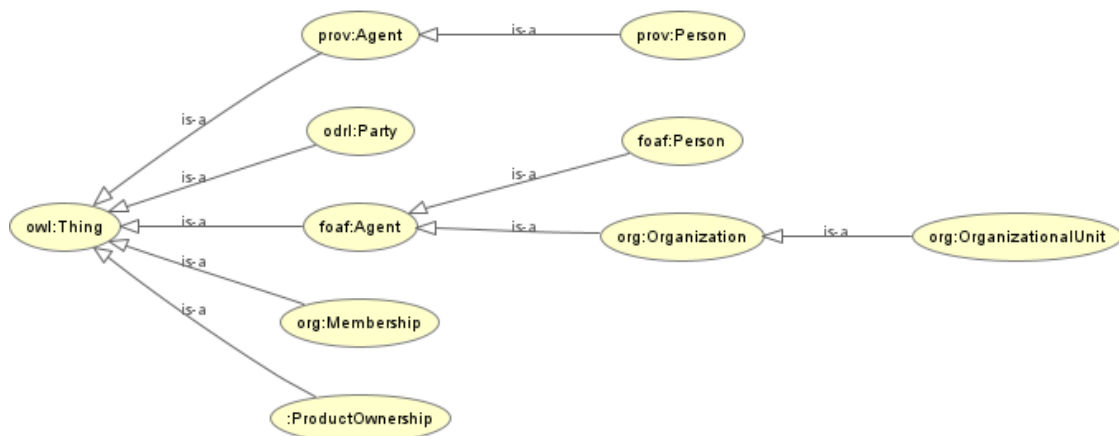 prov:Agent
is-a
prov:Person
is-a
odrl:Party
foaf:Person
is-a
is-a
owl:Thing
is-a
foaf:Agent
is-a
org:Organization
is-a
org:OrganizationalUnit
is-a
org:Membership
is-a
:ProductOwnership